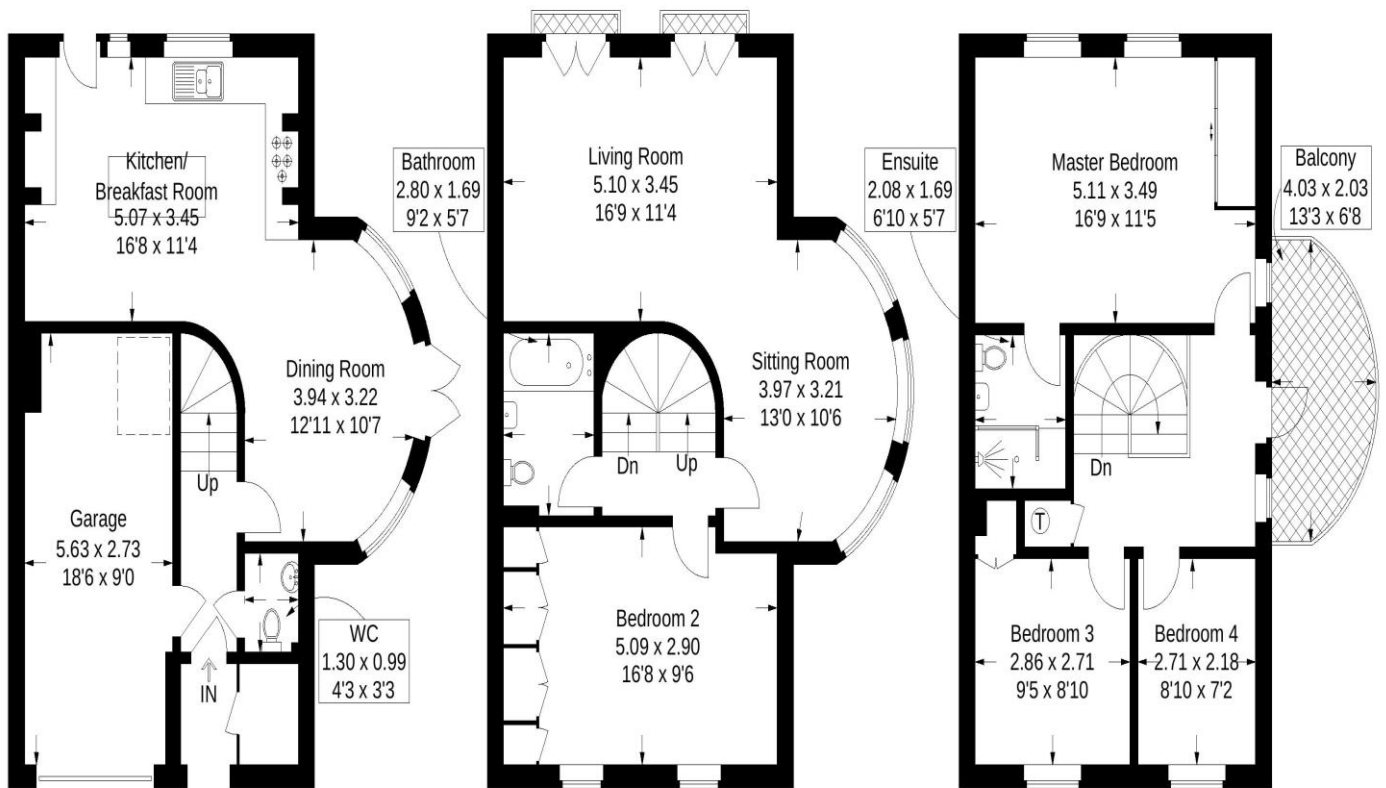 Kitchen/
Breakfast Room
5.07 x 3.45
16'8 x 11'4
Dining Room
3.94 x 3.22
12'11 x 10'7
Up
Garage
5.63 x 2.73
18'6 x 9'0
IN
WC
1.30 x 0.99
4'3 x 3'3
Bathroom
2.80 x 1.69
9'2 x 5'7
Living Room
5.10 x 3.45
16'9 x 11'4
Sitting Room
3.97 x 3.21
13'0 x 10'6
Dn
Up
Bedroom 2
5.09 x 2.90
16'8 x 9'6
Ensuite
2.08 x 1.69
6'10 x 5'7
Master Bedroom
5.11 x 3.49
16'9 x 11'5
Balcony
4.03 x 2.03
13'3 x 6'8
Dn
T
Bedroom 3
2.86 x 2.71
9'5 x 8'10
Bedroom 4
2.71 x 2.18
8'10 x 7'2